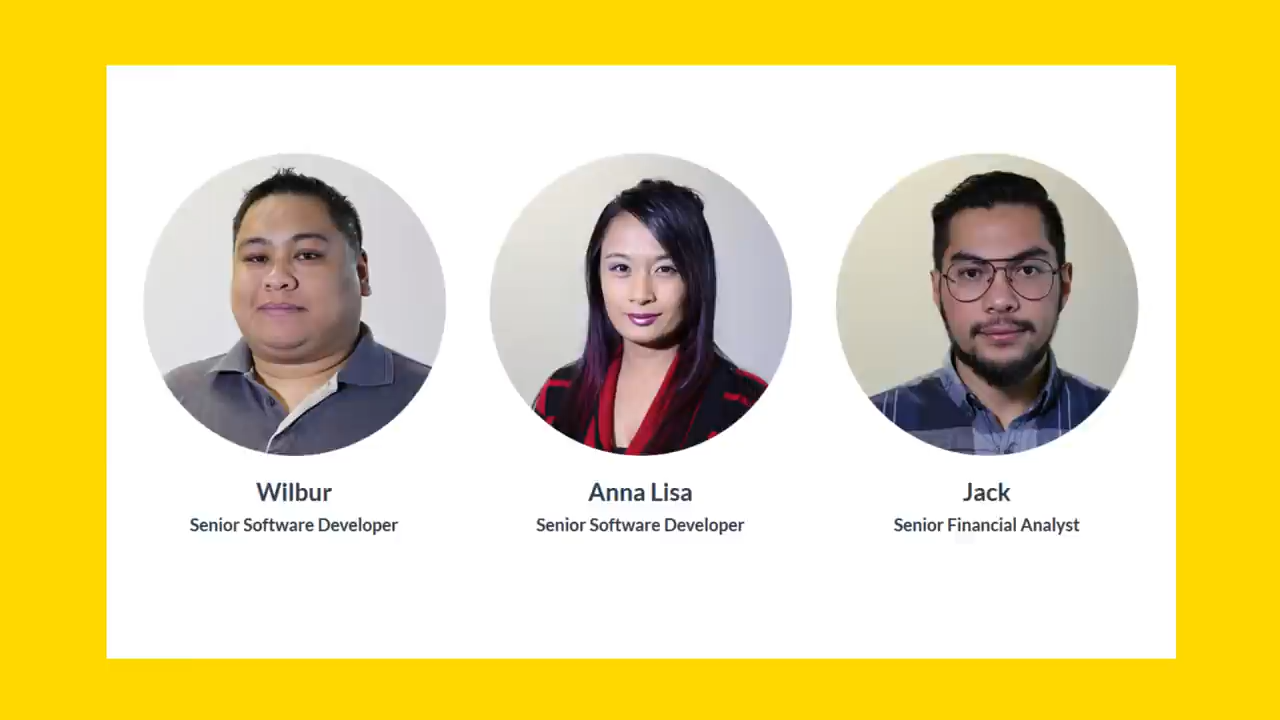 Wilbur
Senior Software Developer
Anna Lisa
Senior Software Developer
Jack
Senior Financial Analyst